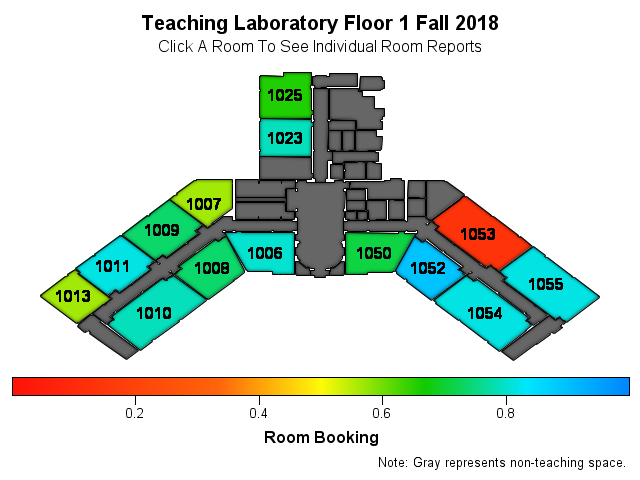 Teaching Laboratory Floor 1 Fall 2018
Click A Room To See Individual Room Reports
1025
1023
1007
1009
1053
1006
1050
1011
1008
1052
1055
1013
1010
1054
0.2 0.4 0.6 0.8
Room Booking
Note: Gray represents non-teaching space.